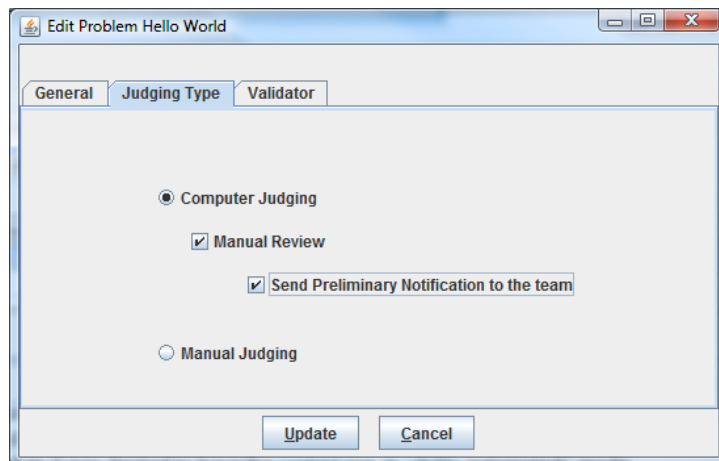 Edit Problem Hello World
General Judging Type Validator
Computer Judging
Manual Review
Send Preliminary Notification to the team
Manual Judging
Update Cancel